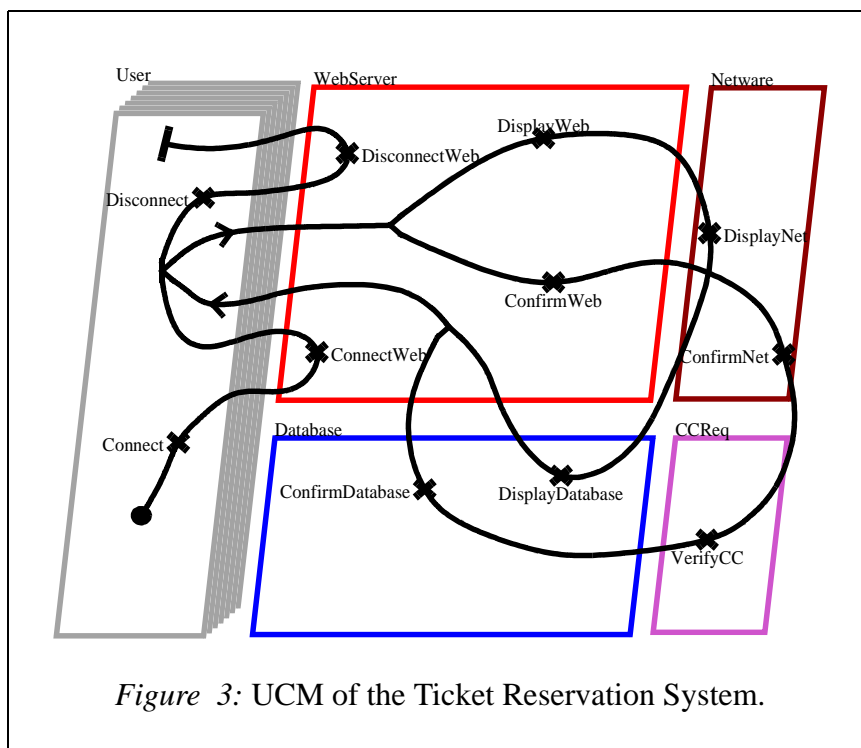 User
WebServer
Netware
DisplayWeb
DisconnectWeb
Disconnect
DisplayNet
ConfirmWeb
ConnectWeb
ConfirmNet
Connect
Database
CCReq
ConfirmDatabase
DisplayDatabase
VerifyCC
Figure 3: UCM of the Ticket Reservation System.